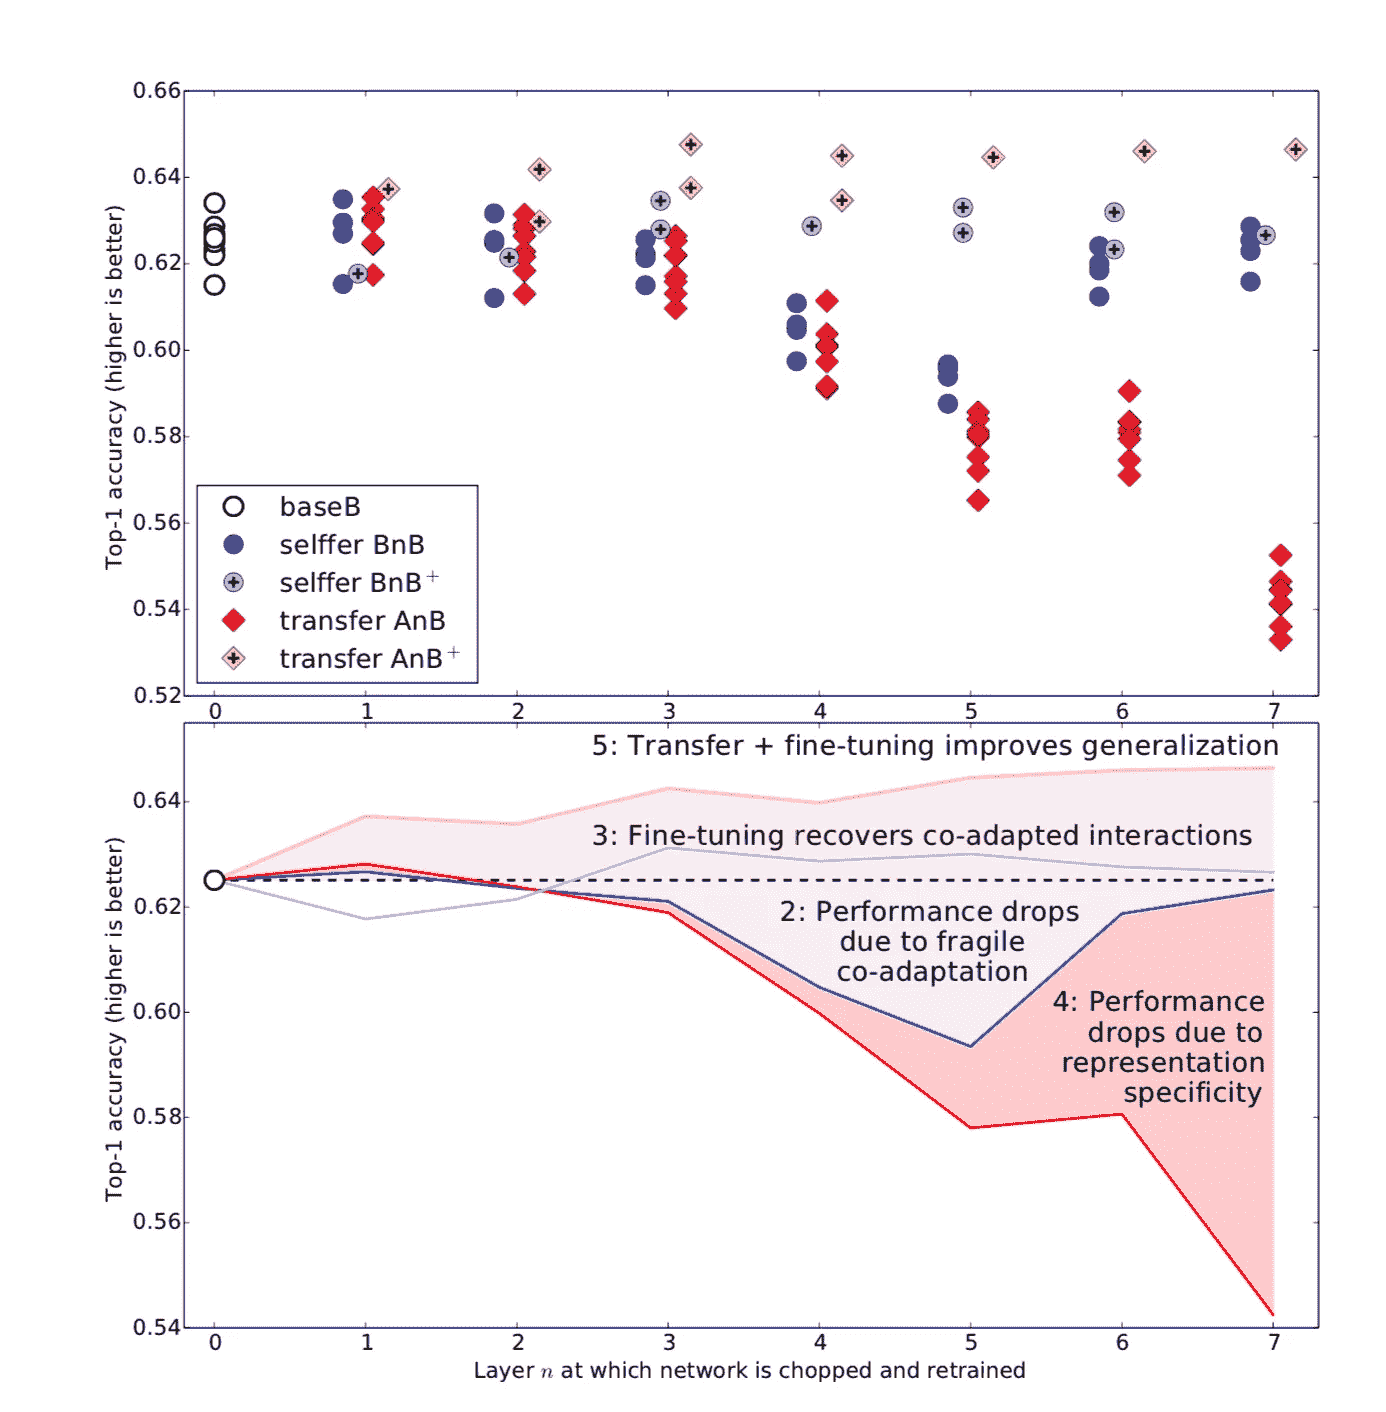 0.66
0.64
0.62
0.60
0.58
0.56
0.54
0.52
Top-1 accuracy (higher is better)
baseB
selffer BnB
selffer BnB⁺
transfer AnB
transfer AnB⁺
0 1 2 3 4 5 6 7
5: Transfer + fine-tuning improves generalization
3: Fine-tuning recovers co-adapted interactions
2: Performance drops
due to fragile
co-adaptation
4: Performance
drops due to
representation
specificity
0.64
0.62
0.60
0.58
0.56
0.54
Top-1 accuracy (higher is better)
0 1 2 3 4 5 6 7
Layer n at which network is chopped and retrained